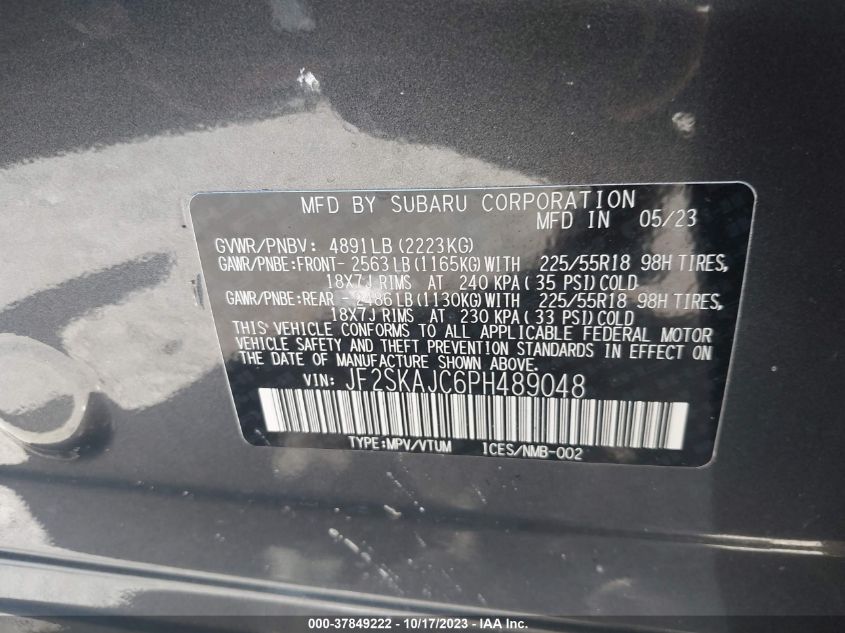 MFD BY SUBARU CORPORATION
MFD IN 05/23
GVWR/PNBV: 4891LB (2223KG)
GAWR/PNBE:FRONT- 2563LB (1165KG) WITH 225/55R18 98H TIRES,
18X7J RIMS AT 240 KPA ( 35 PSI) COLD
GAWR/PNBE:REAR - 2486LB (1130KG) WITH 225/55R18 98H TIRES,
18X7J RIMS AT 230 KPA ( 33 PSI) COLD
THIS VEHICLE CONFORMS TO ALL APPLICABLE FEDERAL MOTOR
VEHICLE SAFETY AND THEFT PREVENTION STANDARDS IN EFFECT ON
THE DATE OF MANUFACTURE SHOWN ABOVE.
VIN: JF2SKAJC6PH489048
TYPE:MPV/VTUM ICES/NMB-002
000-37849222 - 10/17/2023 - Copyright © 2023 IAA, Inc.